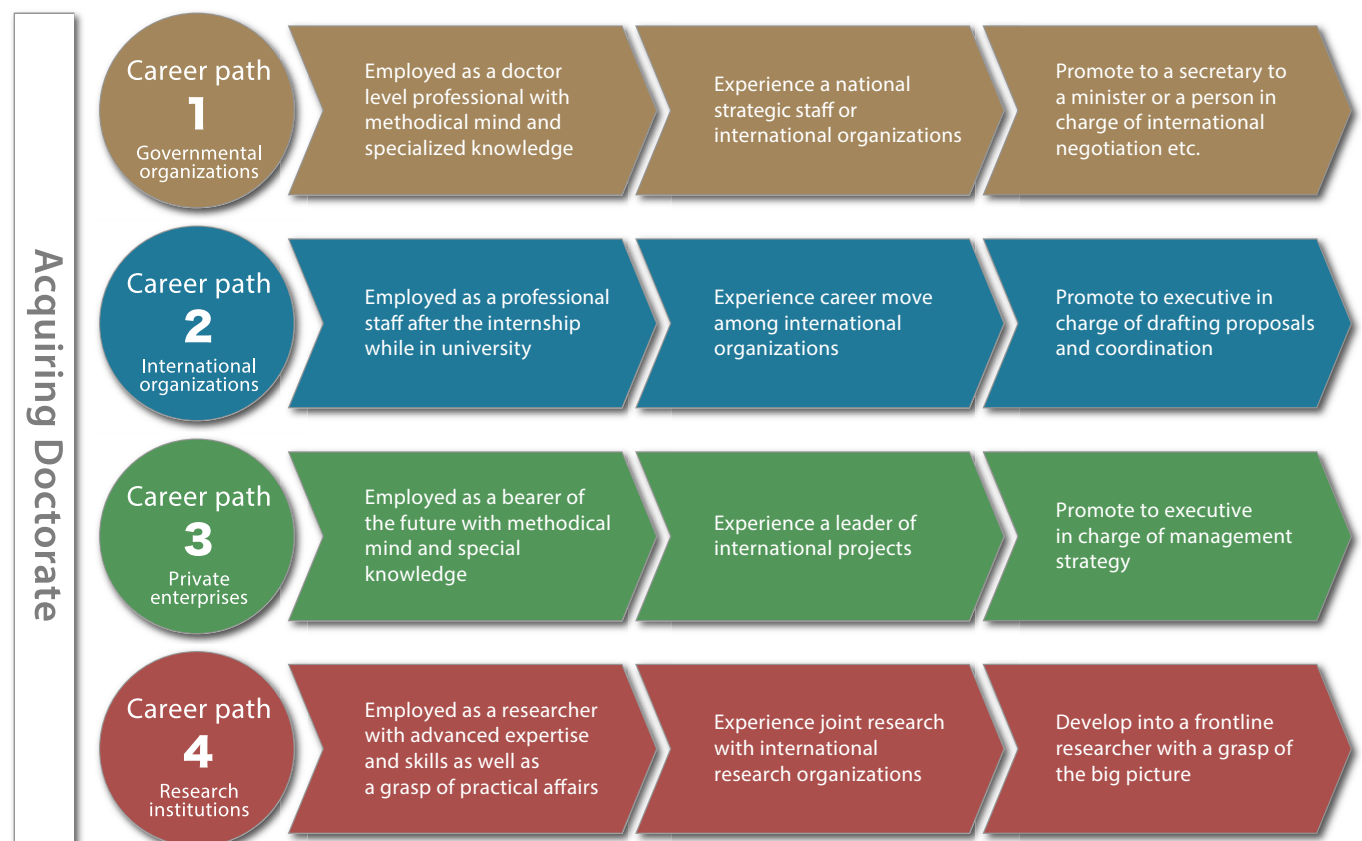 Acquiring Doctorate
Career path
1
Governmental
organizations
Employed as a doctor
level professional with
methodical mind and
specialized knowledge
Experience a national
strategic staff or
international organizations
Promote to a secretary to
a minister or a person in
charge of international
negotiation etc.
Career path
2
International
organizations
Employed as a professional
staff after the internship
while in university
Experience career move
among international
organizations
Promote to executive in
charge of drafting proposals
and coordination
Career path
3
Private
enterprises
Employed as a bearer of
the future with methodical
mind and special
knowledge
Experience a leader of
international projects
Promote to executive
in charge of management
strategy
Career path
4
Research
institutions
Employed as a researcher
with advanced expertise
and skills as well as
a grasp of practical affairs
Experience joint research
with international
research organizations
Develop into a frontline
researcher with a grasp of
the big picture